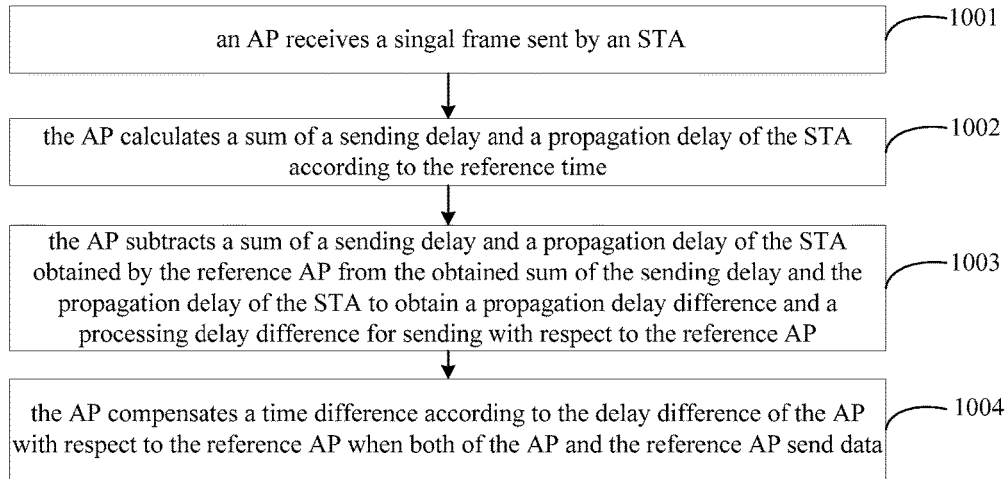 an AP receives a singal frame sent by an STA
1001
the AP calculates a sum of a sending delay and a propagation delay of the STA
according to the reference time
1002
the AP subtracts a sum of a sending delay and a propagation delay of the STA
obtained by the reference AP from the obtained sum of the sending delay and the
propagation delay of the STA to obtain a propagation delay difference and a
processing delay difference for sending with respect to the reference AP
1003
the AP compensates a time difference according to the delay difference of the AP
with respect to the reference AP when both of the AP and the reference AP send data
1004